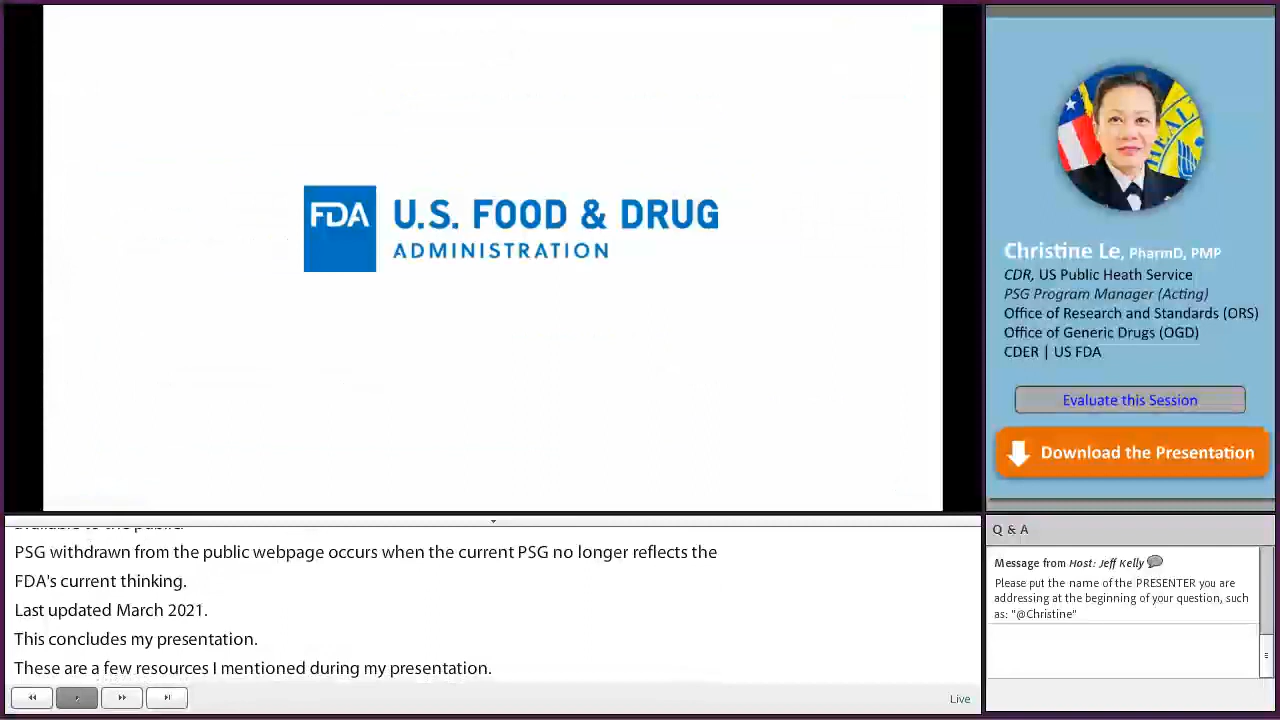 FDA U.S. FOOD & DRUG
ADMINISTRATION
Christine Le, PharmD, PMP
CDR, US Public Heath Service
PSG Program Manager (Acting)
Office of Research and Standards (ORS)
Office of Generic Drugs (OGD)
CDER | US FDA
Evaluate this Session
Download the Presentation
PSG withdrawn from the public webpage occurs when the current PSG no longer reflects the
FDA's current thinking.
Last updated March 2021.
This concludes my presentation.
These are a few resources I mentioned during my presentation.
Live
Q & A
Message from Host: Jeff Kelly
Please put the name of the PRESENTER you are
addressing at the beginning of your question, such
as: "@Christine"